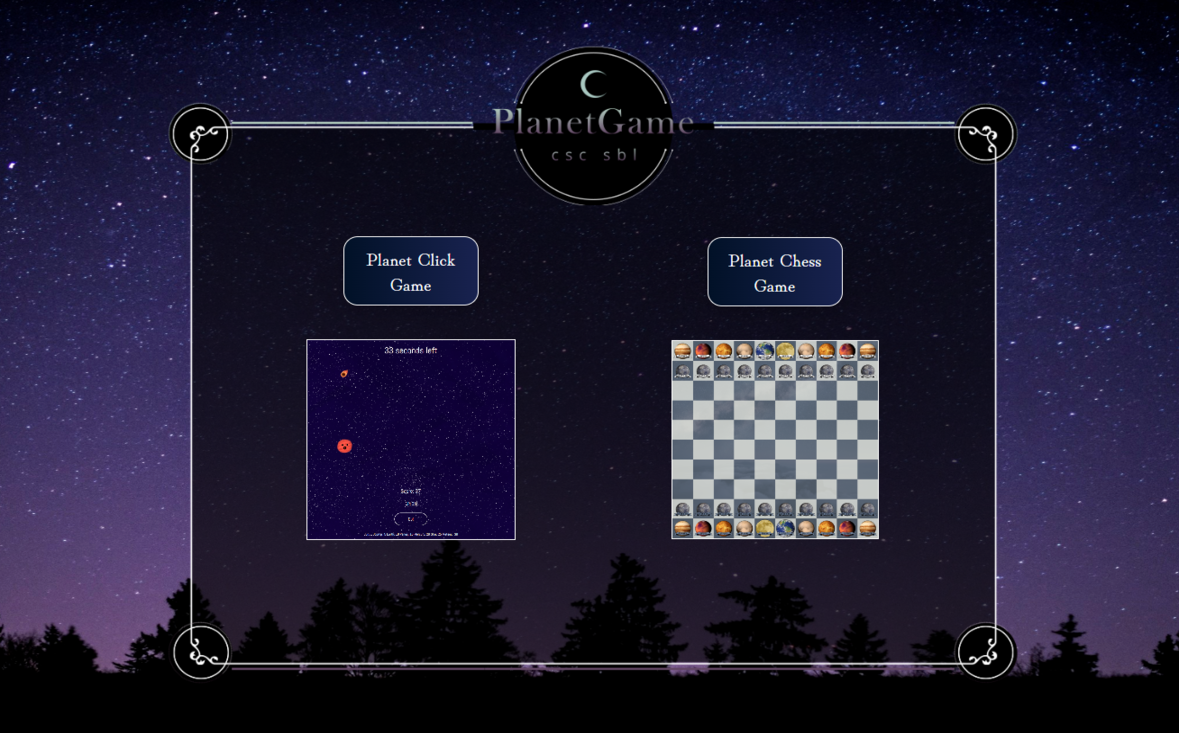 PlanetGame
csc sbl
Planet Click
Game
Planet Chess
Game
33 seconds left